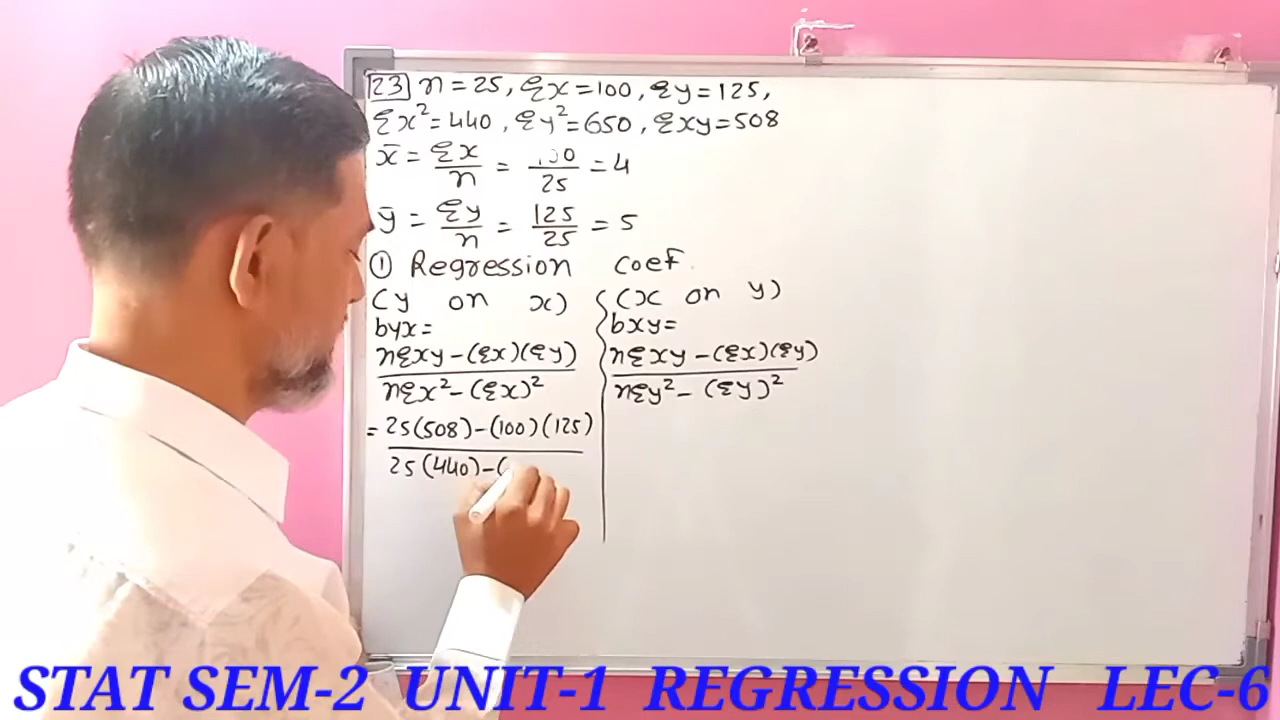 23 n = 25, Σx = 100, Σy = 125,
Σx² = 440, Σy² = 650, Σxy = 508
x̄ = Σx/n = 100/25 = 4
ȳ = Σy/n = 125/25 = 5
① Regression coef.
(y on x) (x on y)
byx = bxy =
nΣxy - (Σx)(Σy) / nΣx² - (Σx)² nΣxy - (Σx)(Σy) / nΣy² - (Σy)²
= 25(508) - (100)(125) / 25(440) - (
STAT SEM-2 UNIT-1 REGRESSION LEC-6